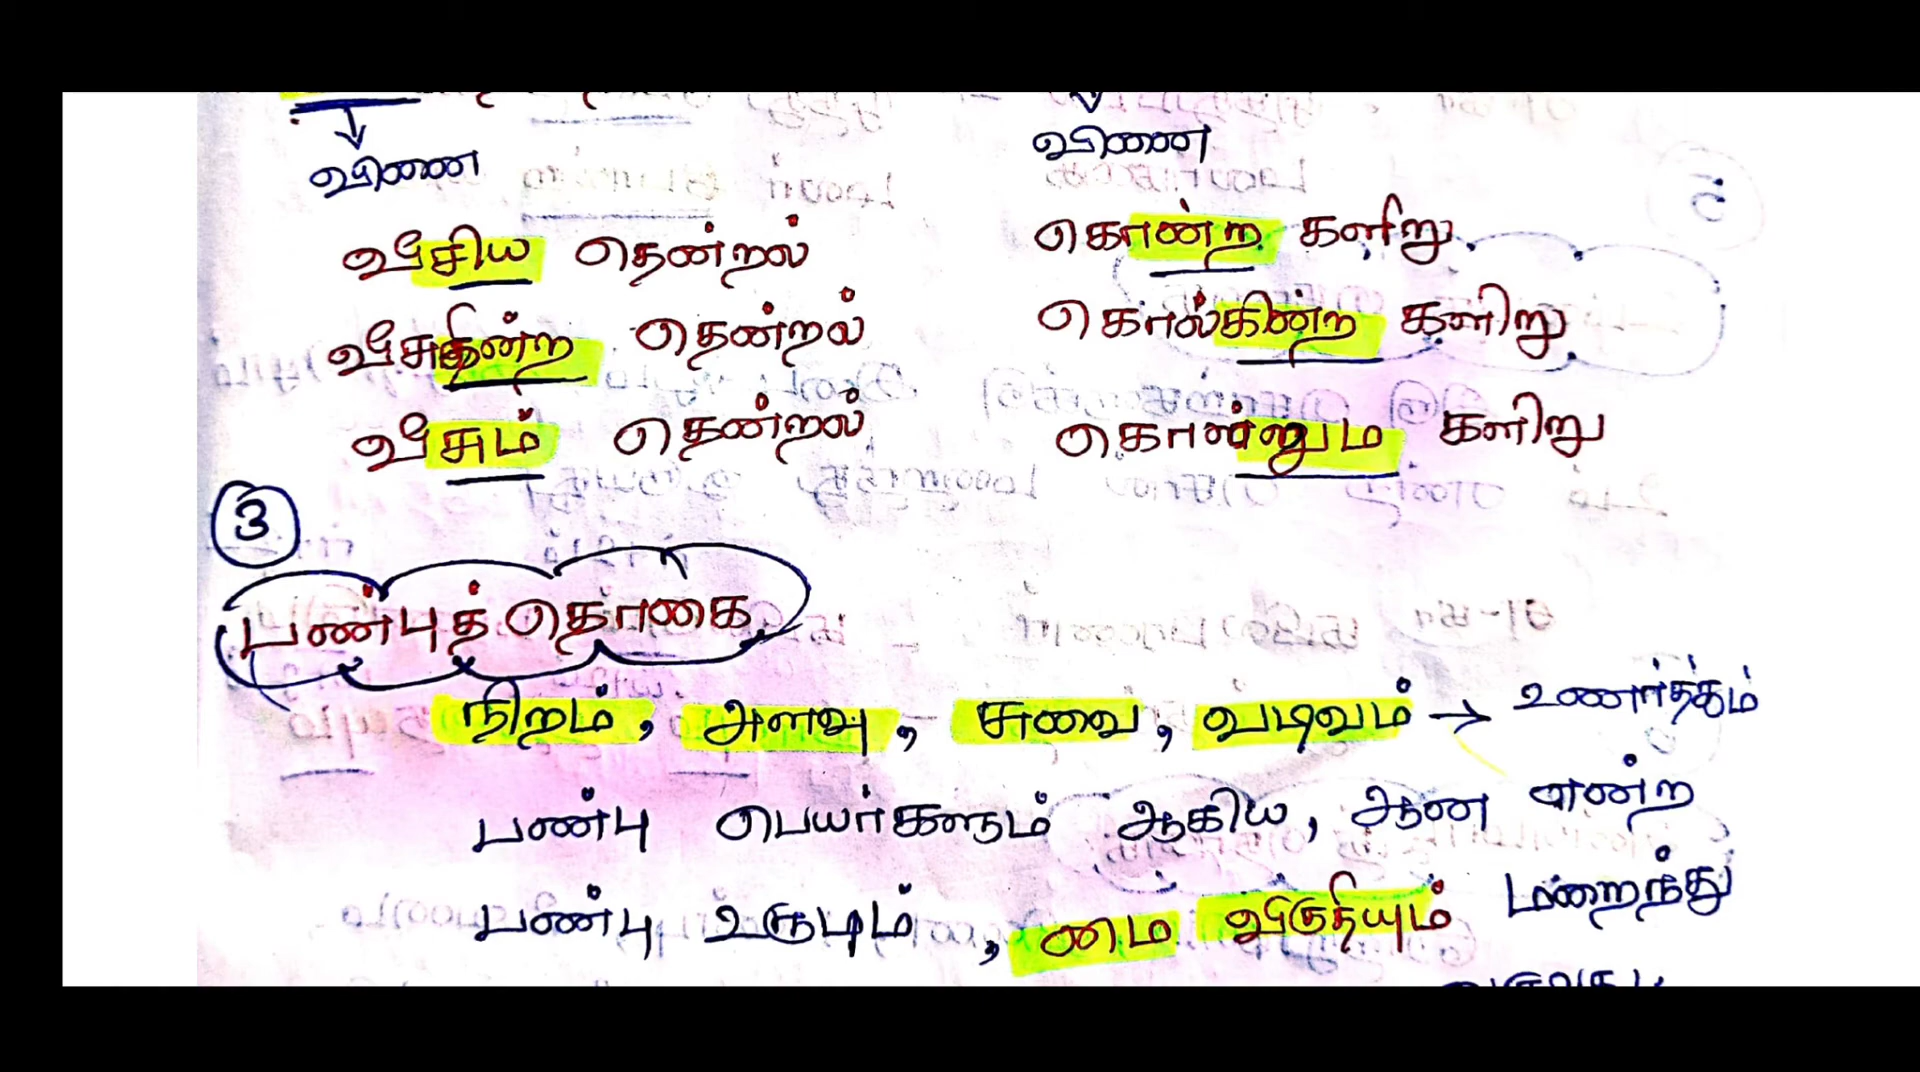 வினை
வினை
வீசிய தென்றல்
கொன்ற களிறு
வீசுகின்ற தென்றல்
கொல்கின்ற களிறு
வீசும் தென்றல்
கொன்னும களிறு
3
பண்புத் தொகை
நிறம், அளவு, சுவை, வடிவம் → உணர்த்தும்
பண்பு பெயர்களும் ஆகிய, ஆன என்ற
பண்பு உருபும், மை விகுதியும் மறைந்து